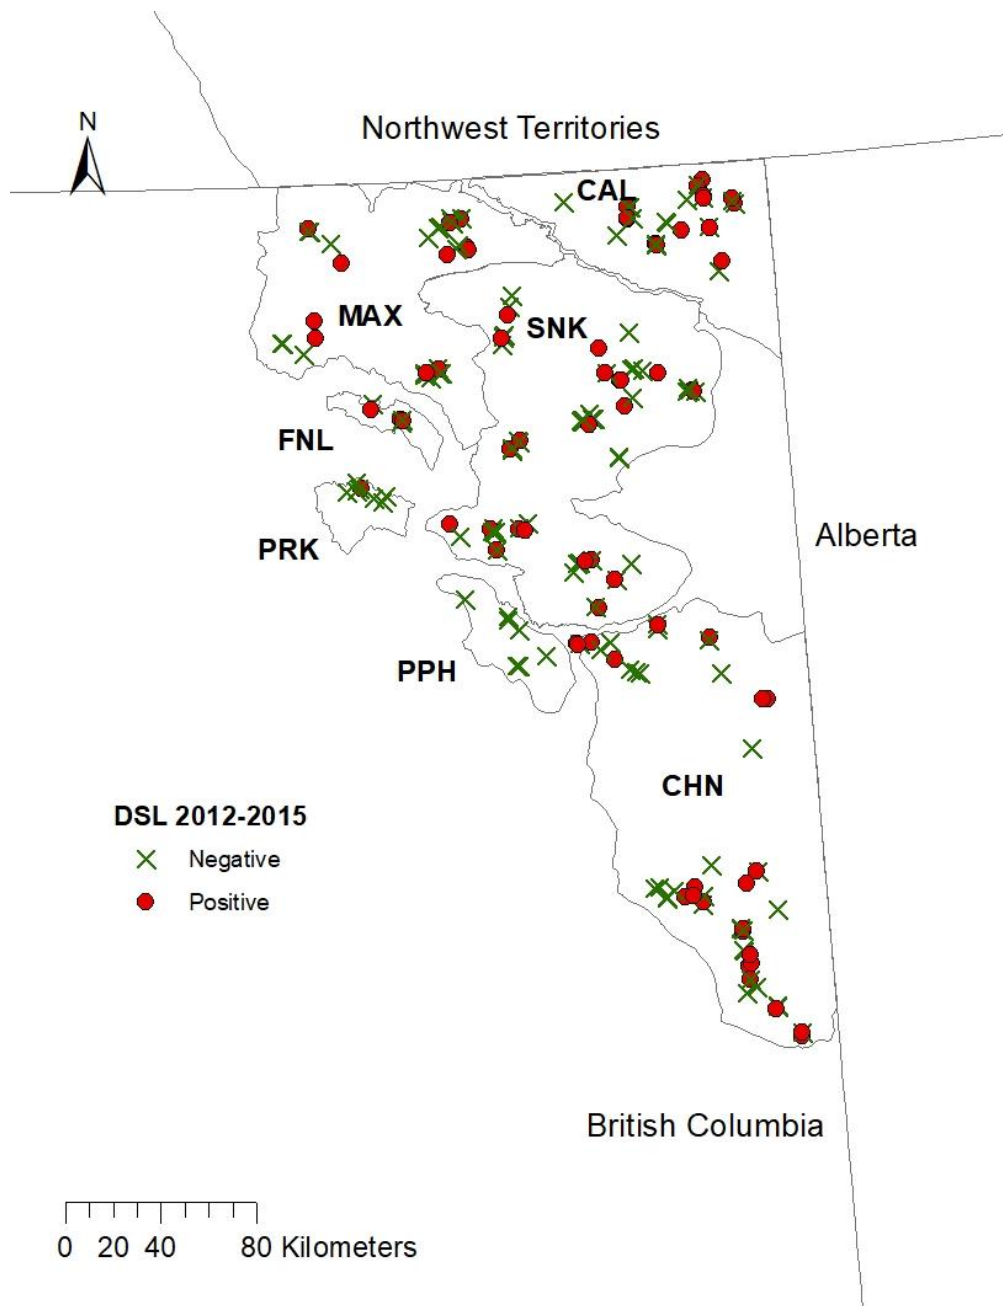 N
Northwest Territories
CAL
MAX
SNK
FNL
Alberta
PRK
PPH
CHN
DSL 2012-2015
Negative
Positive
British Columbia
0 20 40 80 Kilometers